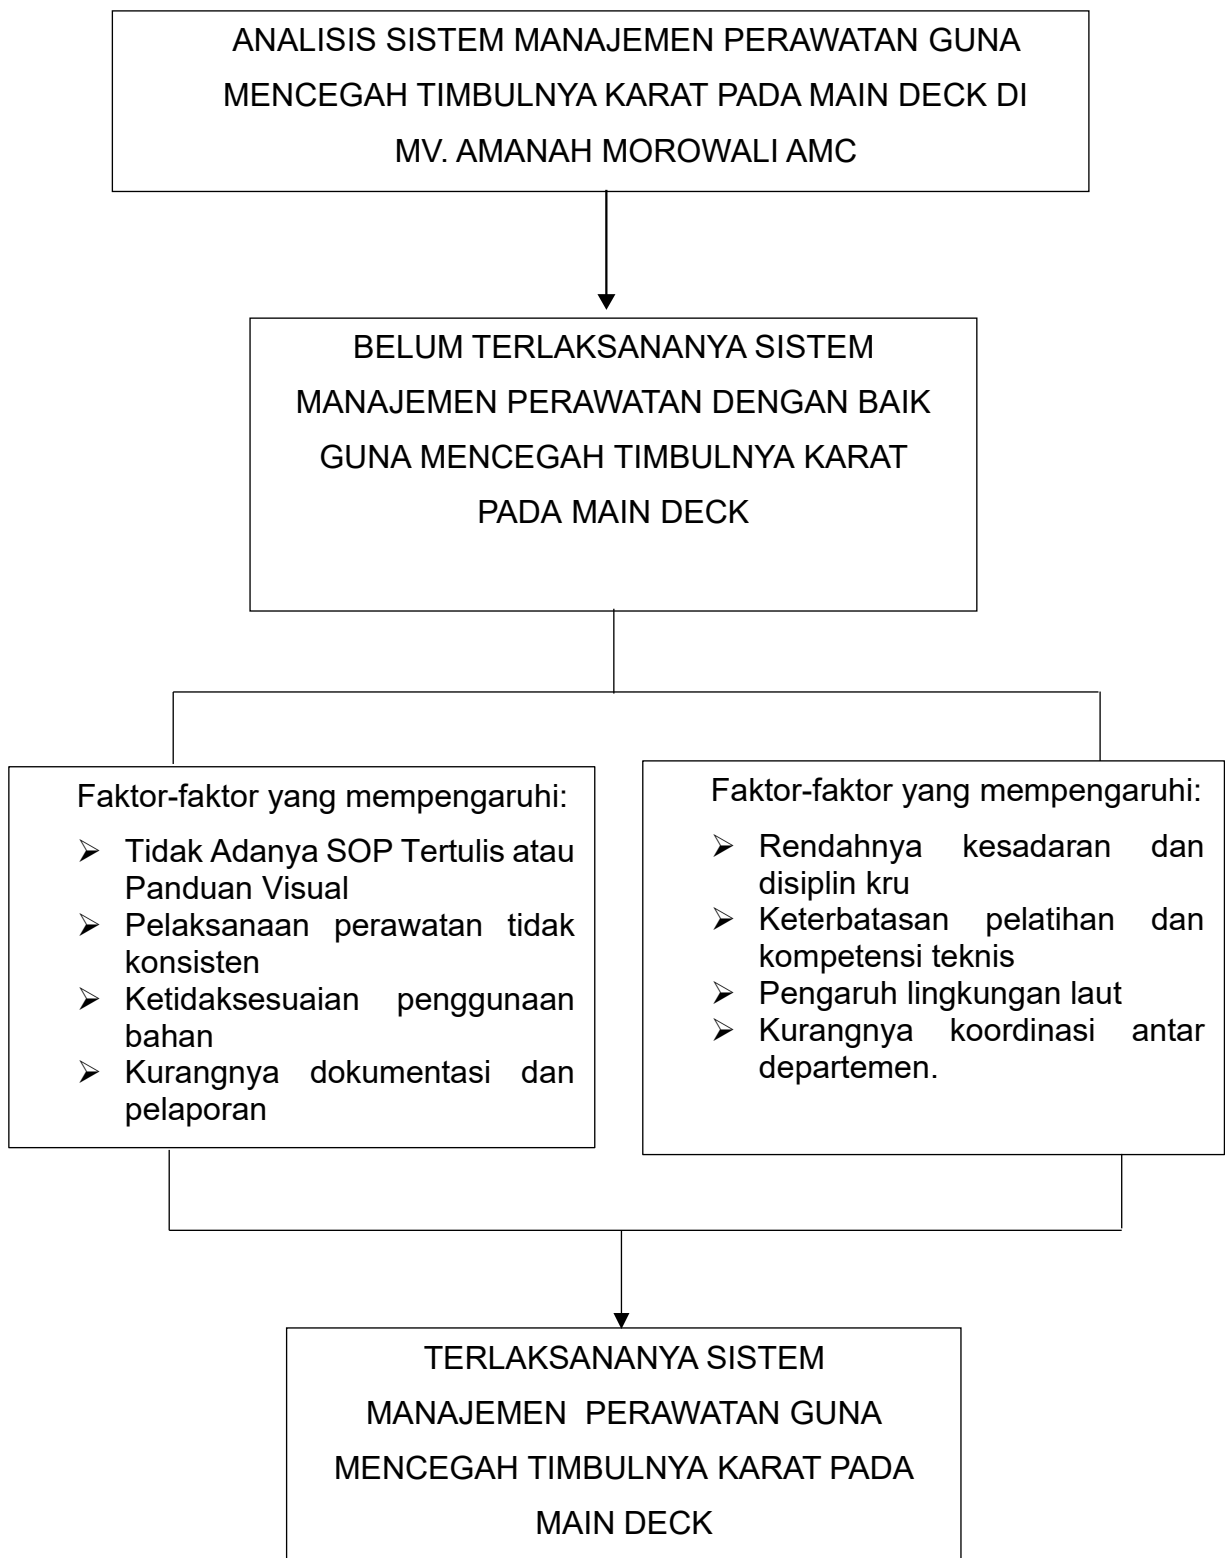 ANALISIS SISTEM MANAJEMEN PERAWATAN GUNA
MENCEGAH TIMBULNYA KARAT PADA MAIN DECK DI
MV. AMANAH MOROWALI AMC
BELUM TERLAKSANANYA SISTEM
MANAJEMEN PERAWATAN DENGAN BAIK
GUNA MENCEGAH TIMBULNYA KARAT
PADA MAIN DECK
Faktor-faktor yang mempengaruhi:
➢ Tidak Adanya SOP Tertulis atau
Panduan Visual
➢ Pelaksanaan perawatan tidak
konsisten
➢ Ketidaksesuaian penggunaan
bahan
➢ Kurangnya dokumentasi dan
pelaporan
Faktor-faktor yang mempengaruhi:
➢ Rendahnya kesadaran dan
disiplin kru
➢ Keterbatasan pelatihan dan
kompetensi teknis
➢ Pengaruh lingkungan laut
➢ Kurangnya koordinasi antar
departemen.
TERLAKSANANYA SISTEM
MANAJEMEN PERAWATAN GUNA
MENCEGAH TIMBULNYA KARAT PADA
MAIN DECK